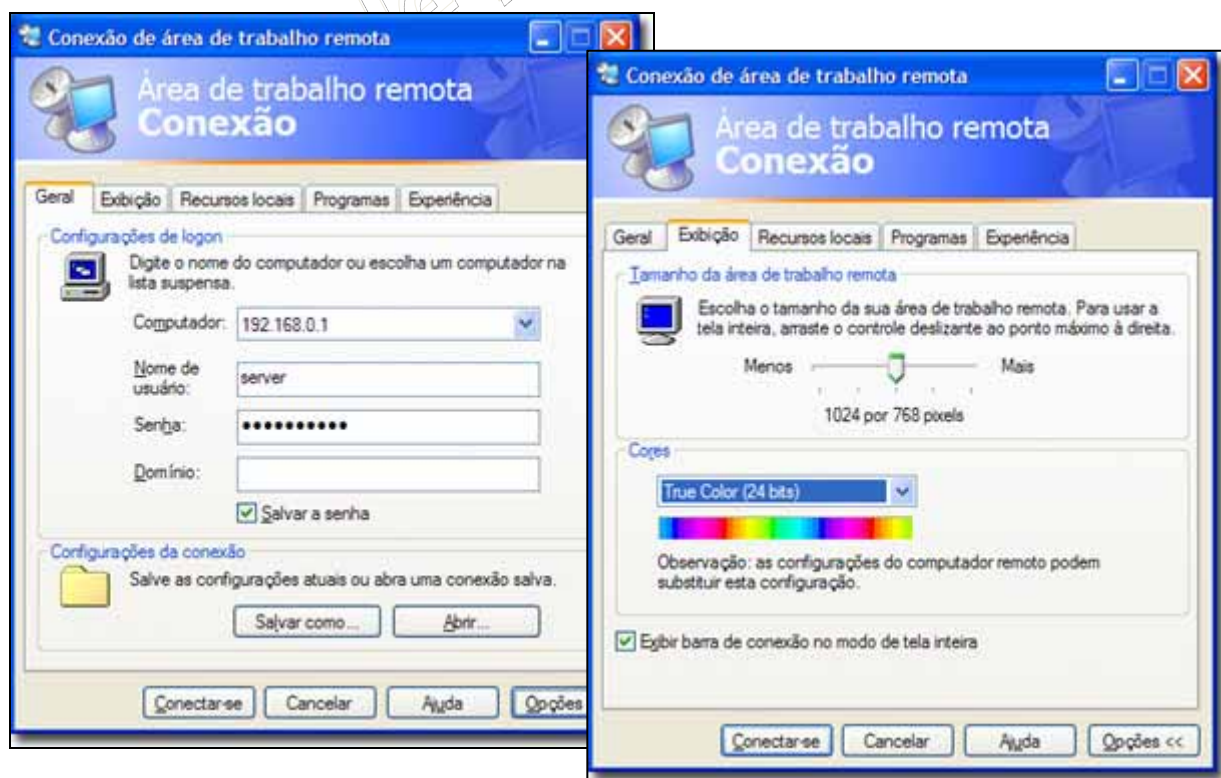 Conexão de área de trabalho remota
Área de trabalho remota
Conexão
Geral Exibição Recursos locais Programas Experiência
Configurações de logon
Digite o nome do computador ou escolha um computador na
lista suspensa.
Computador: 192.168.0.1
Nome de
usuário: server
Senha: ••••••••••
Domínio:
Salvar a senha
Configurações da conexão
Salve as configurações atuais ou abra uma conexão salva.
Salvar como... Abrir...
Conectar-se Cancelar Ajuda Opções
Conexão de área de trabalho remota
Área de trabalho remota
Conexão
Geral Exibição Recursos locais Programas Experiência
Tamanho da área de trabalho remota
Escolha o tamanho da sua área de trabalho remota. Para usar a
tela inteira, arraste o controle deslizante ao ponto máximo à direita.
Menos Mais
1024 por 768 pixels
Cores
True Color (24 bits)
Observação: as configurações do computador remoto podem
substituir esta configuração.
Exibir barra de conexão no modo de tela inteira
Conectar-se Cancelar Ajuda Opções <<